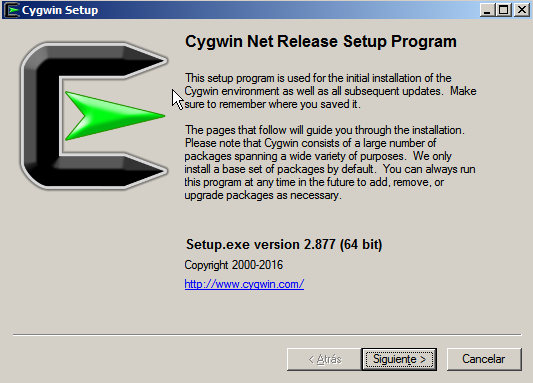 Cygwin Setup
Cygwin Net Release Setup Program
This setup program is used for the initial installation of the
Cygwin environment as well as all subsequent updates.  Make
sure to remember where you saved it.
The pages that follow will guide you through the installation.
Please note that Cygwin consists of a large number of
packages spanning a wide variety of purposes.  We only
install a base set of packages by default.  You can always run
this program at any time in the future to add, remove, or
upgrade packages as necessary.
Setup.exe version 2.877 (64 bit)
Copyright 2000-2016
http://www.cygwin.com/
< Atrás
Siguiente >
Cancelar